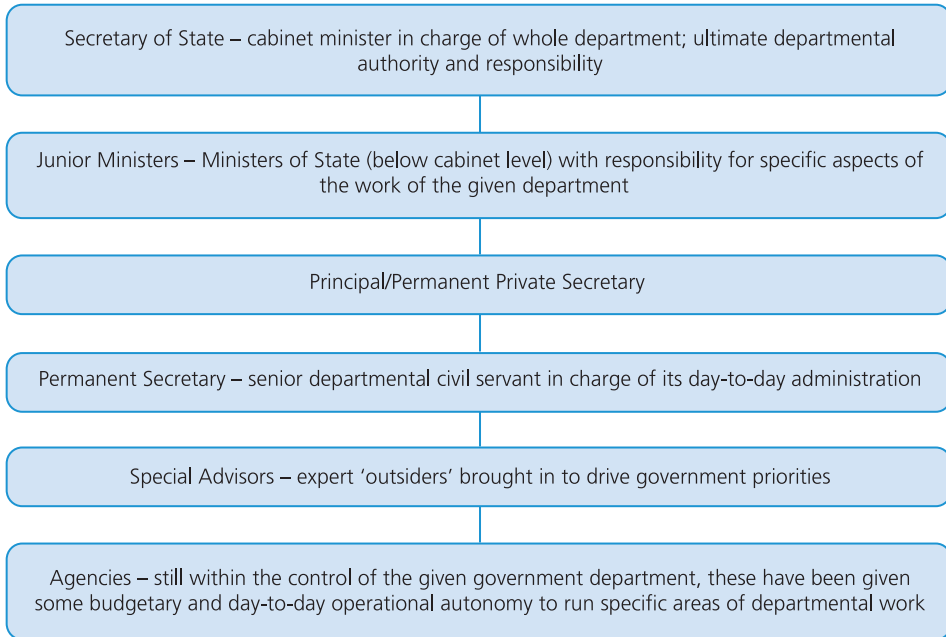 Secretary of State – cabinet minister in charge of whole department; ultimate departmental
authority and responsibility
Junior Ministers – Ministers of State (below cabinet level) with responsibility for specific aspects of
the work of the given department
Principal/Permanent Private Secretary
Permanent Secretary – senior departmental civil servant in charge of its day-to-day administration
Special Advisors – expert ‘outsiders’ brought in to drive government priorities
Agencies – still within the control of the given government department, these have been given
some budgetary and day-to-day operational autonomy to run specific areas of departmental work